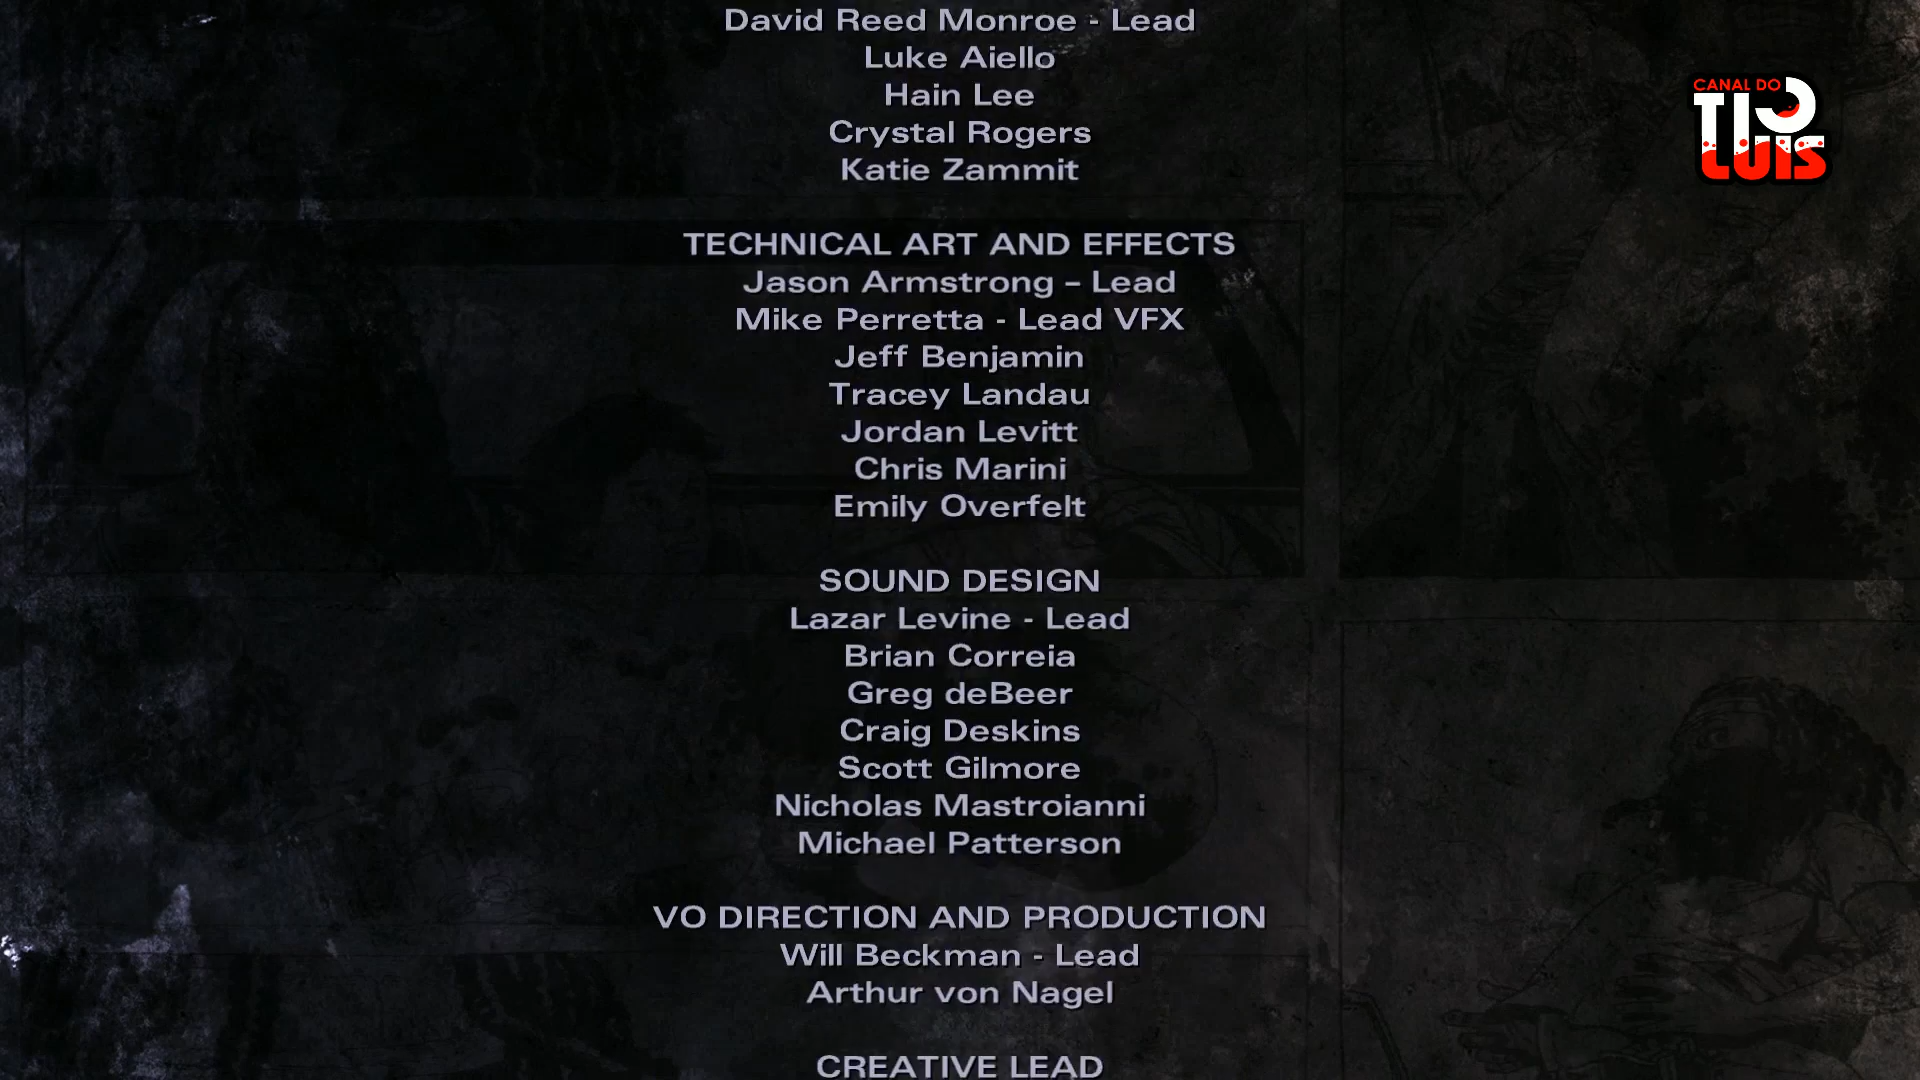 David Reed Monroe - Lead
Luke Aiello
Hain Lee
Crystal Rogers
Katie Zammit
CANAL DO
TIO
LUIS
TECHNICAL ART AND EFFECTS
Jason Armstrong – Lead
Mike Perretta - Lead VFX
Jeff Benjamin
Tracey Landau
Jordan Levitt
Chris Marini
Emily Overfelt
SOUND DESIGN
Lazar Levine - Lead
Brian Correia
Greg deBeer
Craig Deskins
Scott Gilmore
Nicholas Mastroianni
Michael Patterson
VO DIRECTION AND PRODUCTION
Will Beckman - Lead
Arthur von Nagel
CREATIVE LEAD